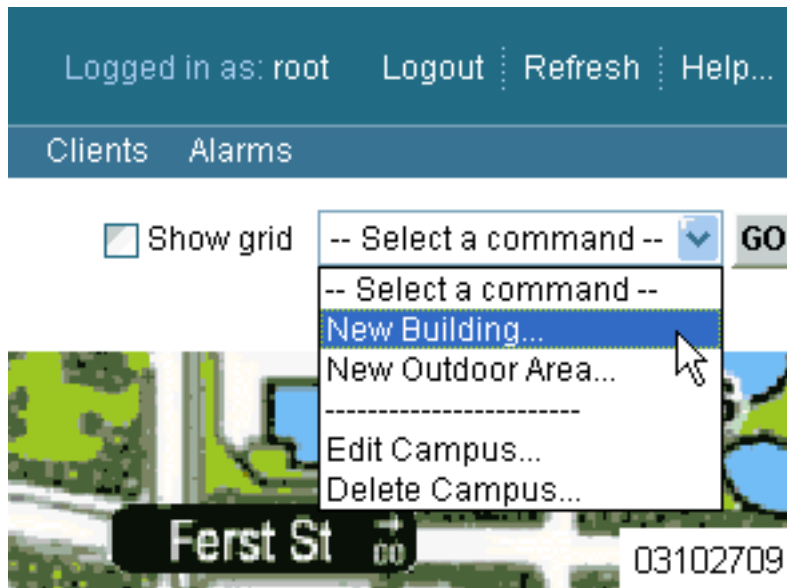 Logged in as: root Logout Refresh Help...
Clients Alarms
Show grid -- Select a command -- GO
-- Select a command --
New Building...
New Outdoor Area...
------------------------
Edit Campus...
Delete Campus...
Ferst St
03102709